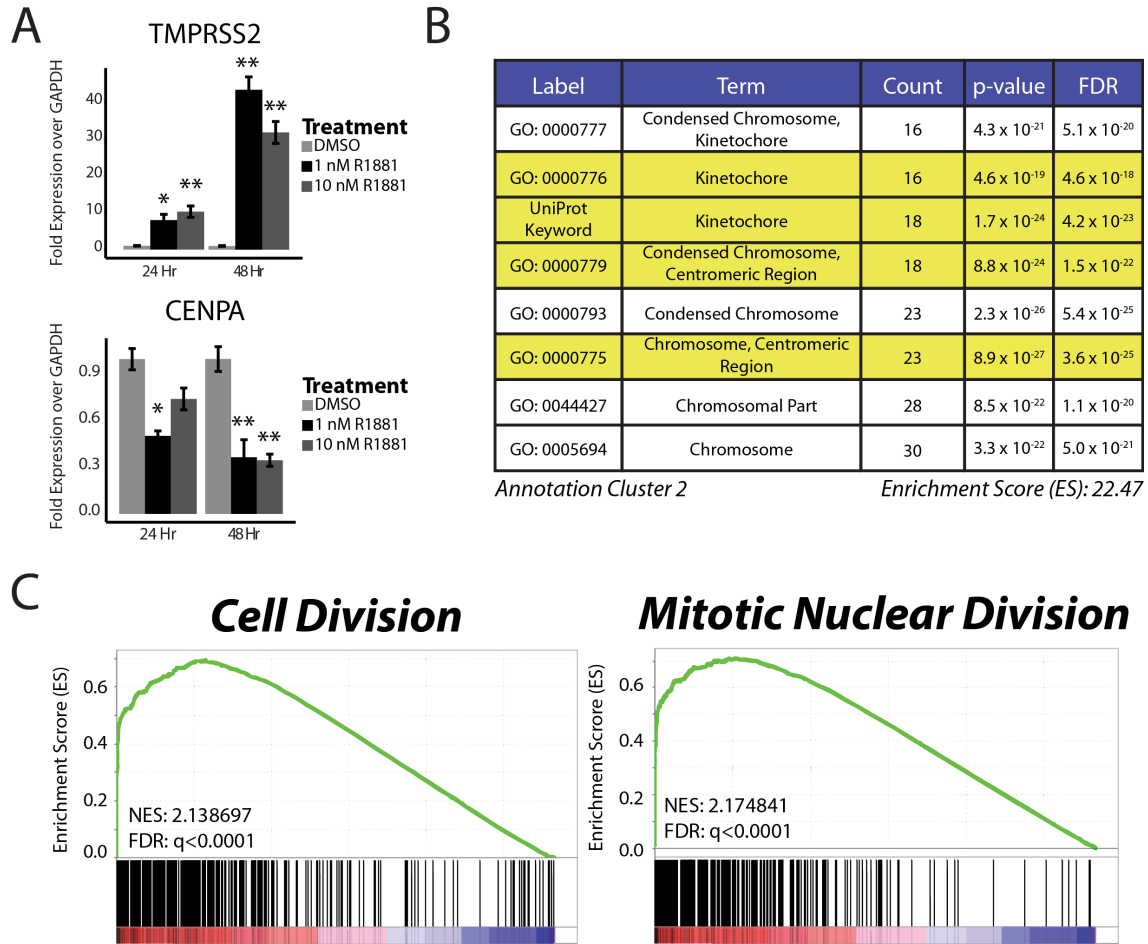 A
TMPRSS2
Fold Expression over GAPDH
40
30
20
10
0
* ** ** **
24 Hr 48 Hr
Treatment
DMSO
1 nM R1881
10 nM R1881
CENPA
Fold Expression over GAPDH
0.9
0.6
0.3
0.0
* ** **
24 Hr 48 Hr
Treatment
DMSO
1 nM R1881
10 nM R1881
B
Label Term Count p-value FDR
GO: 0000777 Condensed Chromosome, Kinetochore 16 4.3 x 10⁻²¹ 5.1 x 10⁻²⁰
GO: 0000776 Kinetochore 16 4.6 x 10⁻¹⁹ 4.6 x 10⁻¹⁸
UniProt Keyword Kinetochore 18 1.7 x 10⁻²⁴ 4.2 x 10⁻²³
GO: 0000779 Condensed Chromosome, Centromeric Region 18 8.8 x 10⁻²⁴ 1.5 x 10⁻²²
GO: 0000793 Condensed Chromosome 23 2.3 x 10⁻²⁶ 5.4 x 10⁻²⁵
GO: 0000775 Chromosome, Centromeric Region 23 8.9 x 10⁻²⁷ 3.6 x 10⁻²⁵
GO: 0044427 Chromosomal Part 28 8.5 x 10⁻²² 1.1 x 10⁻²⁰
GO: 0005694 Chromosome 30 3.3 x 10⁻²² 5.0 x 10⁻²¹
Annotation Cluster 2 Enrichment Score (ES): 22.47
C
Cell Division
Enrichment Score (ES)
0.6
0.4
0.2
0.0
NES: 2.138697
FDR: q<0.0001
Mitotic Nuclear Division
Enrichment Score (ES)
0.6
0.4
0.2
0.0
NES: 2.174841
FDR: q<0.0001